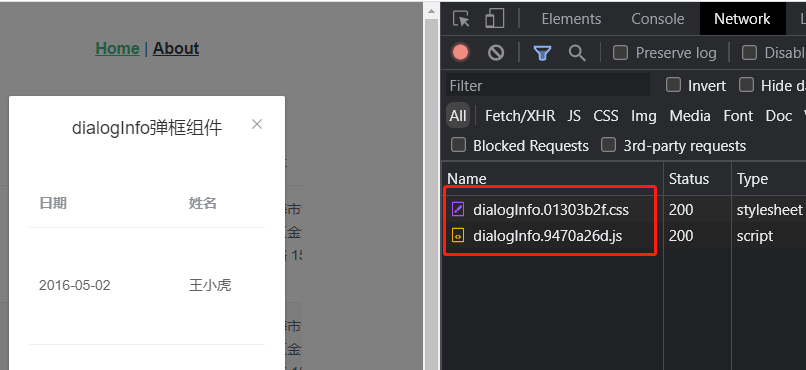 Home | About
dialogInfo弹框组件
日期 姓名
2016-05-02 王小虎
Elements Console Network
Preserve log
Filter Invert
All Fetch/XHR JS CSS Img Media Font Doc
Blocked Requests 3rd-party requests
Name Status Type
dialogInfo.01303b2f.css 200 stylesheet
dialogInfo.9470a26d.js 200 script